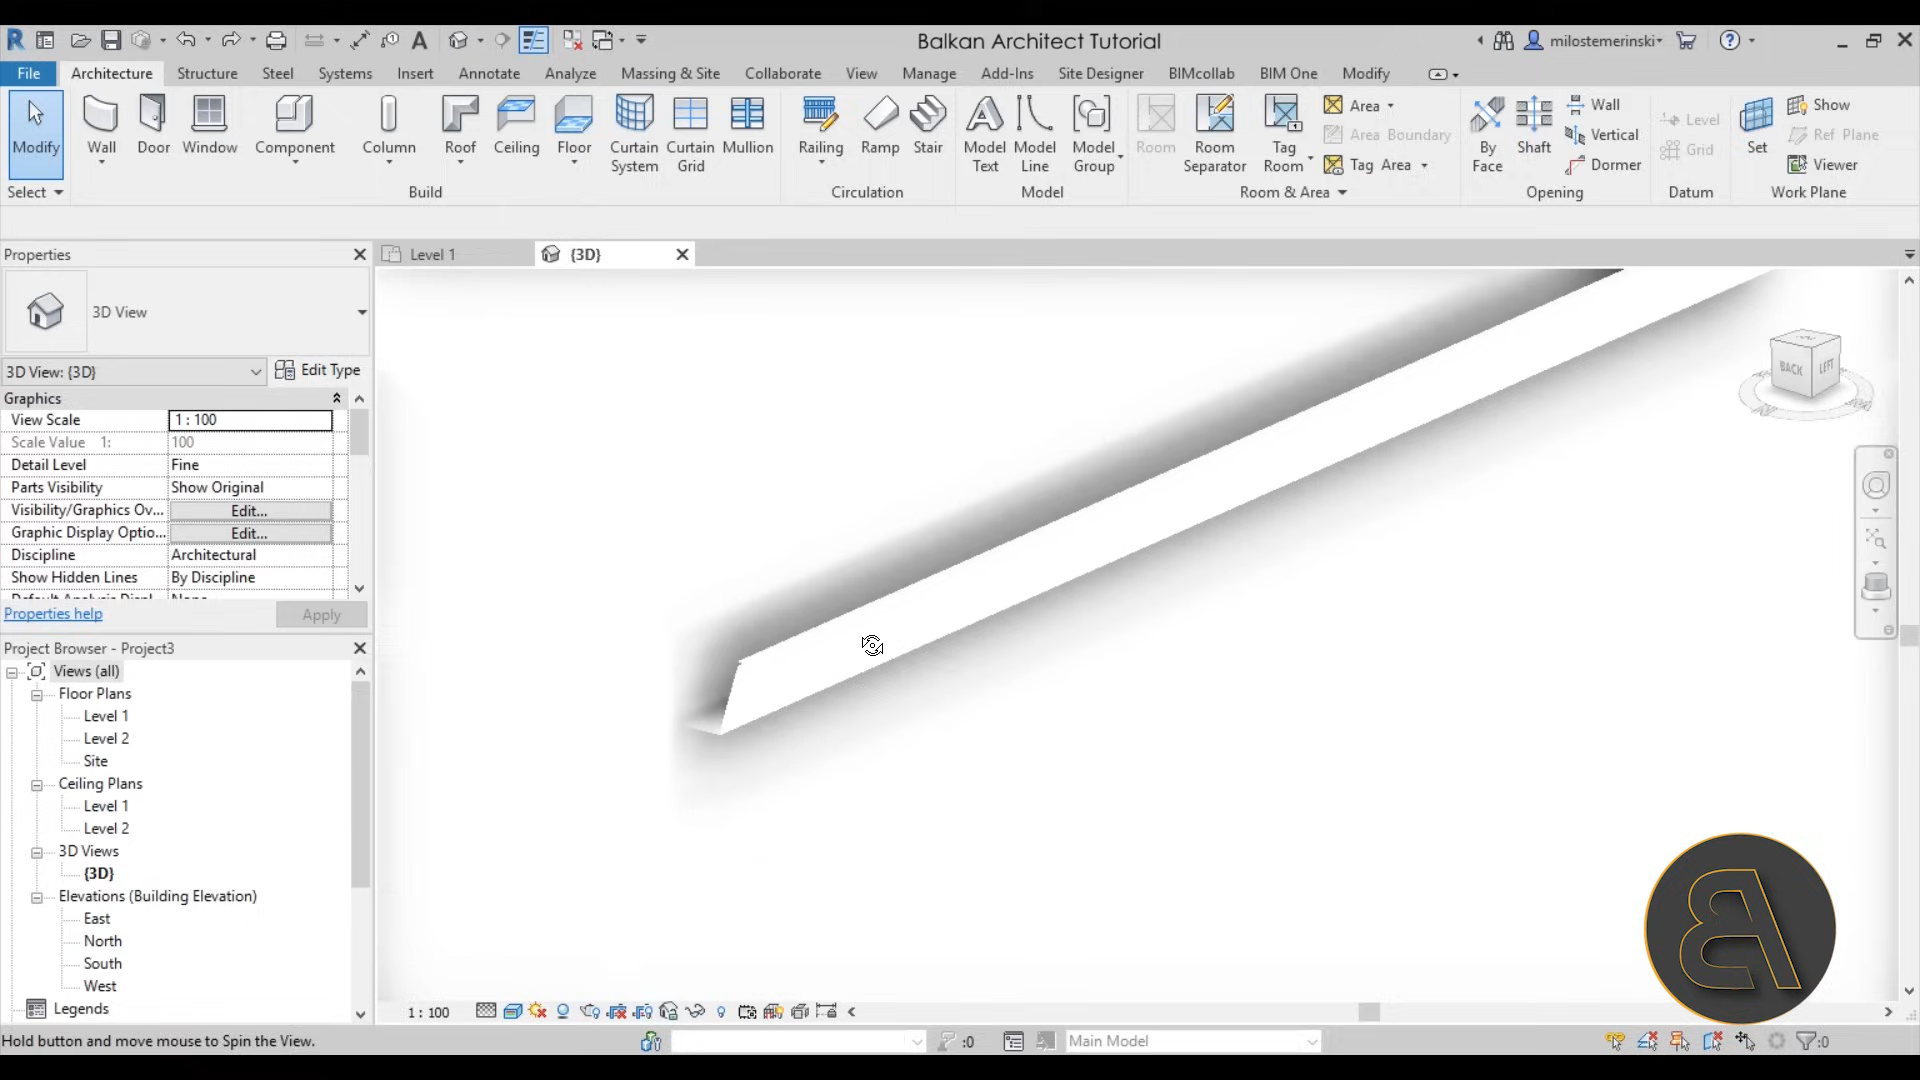 Balkan Architect Tutorial
milostemerinski
File Architecture Structure Steel Systems Insert Annotate Analyze Massing & Site Collaborate View Manage Add-Ins Site Designer BIMcollab BIM One Modify
Modify
Wall
Door
Window
Component
Column
Roof
Ceiling
Floor
Curtain System
Curtain Grid
Mullion
Railing
Ramp
Stair
Model Text
Model Line
Model Group
Room
Room Separator
Tag Room
Area
Area Boundary
Tag Area
By Face
Shaft
Wall
Vertical
Dormer
Level
Grid
Set
Show
Ref Plane
Viewer
Select Build Circulation Model Room & Area Opening Datum Work Plane
Properties
Level 1
{3D}
3D View
3D View: {3D}
Edit Type
Graphics
View Scale 1 : 100
Scale Value 1: 100
Detail Level Fine
Parts Visibility Show Original
Visibility/Graphics Ov... Edit...
Graphic Display Optio... Edit...
Discipline Architectural
Show Hidden Lines By Discipline
Properties help
Apply
Project Browser - Project3
Views (all)
Floor Plans
Level 1
Level 2
Site
Ceiling Plans
Level 1
Level 2
3D Views
{3D}
Elevations (Building Elevation)
East
North
South
West
Legends
BACK
LEFT
1 : 100
Hold button and move mouse to Spin the View.
:0
Main Model
:0